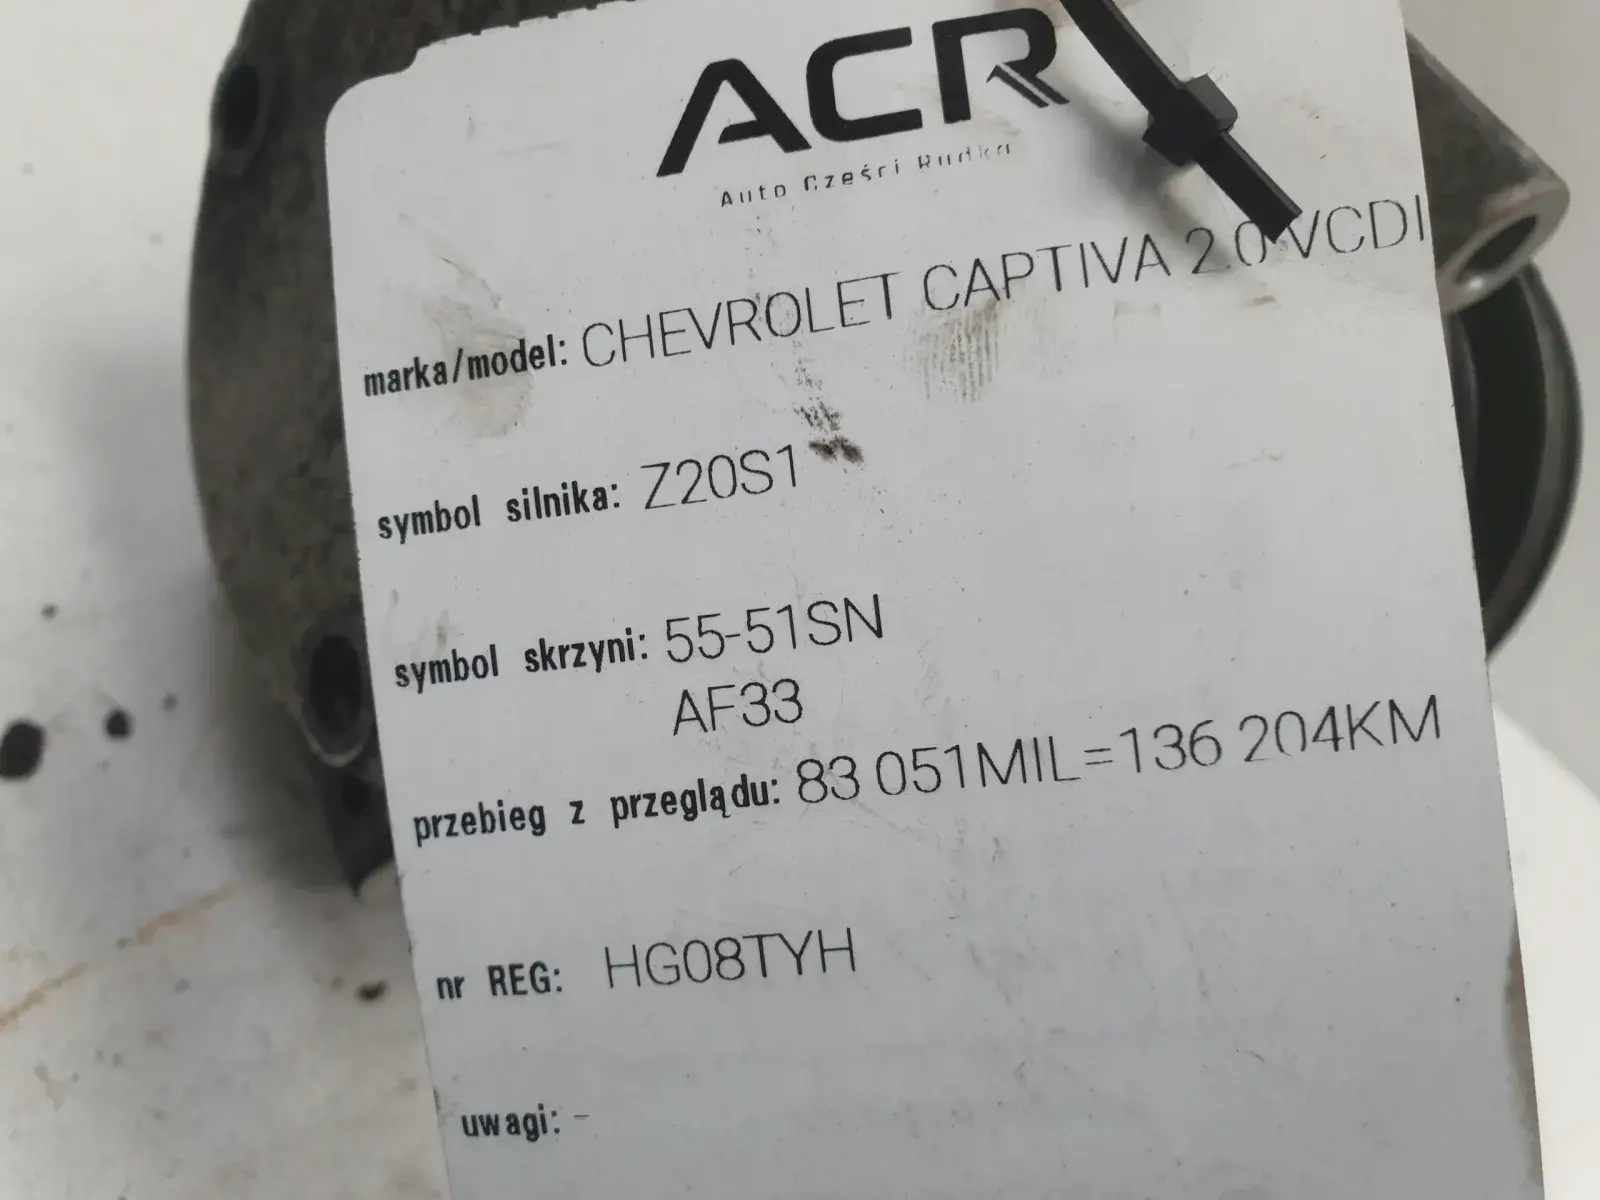 ACR
Auto Części Rudka
marka/model: CHEVROLET CAPTIVA 2.0 VCDI
symbol silnika: Z20S1
symbol skrzyni: 55-51SN
AF33
przebieg z przeglądu: 83 051MIL=136 204KM
nr REG: HG08TYH
uwagi: -